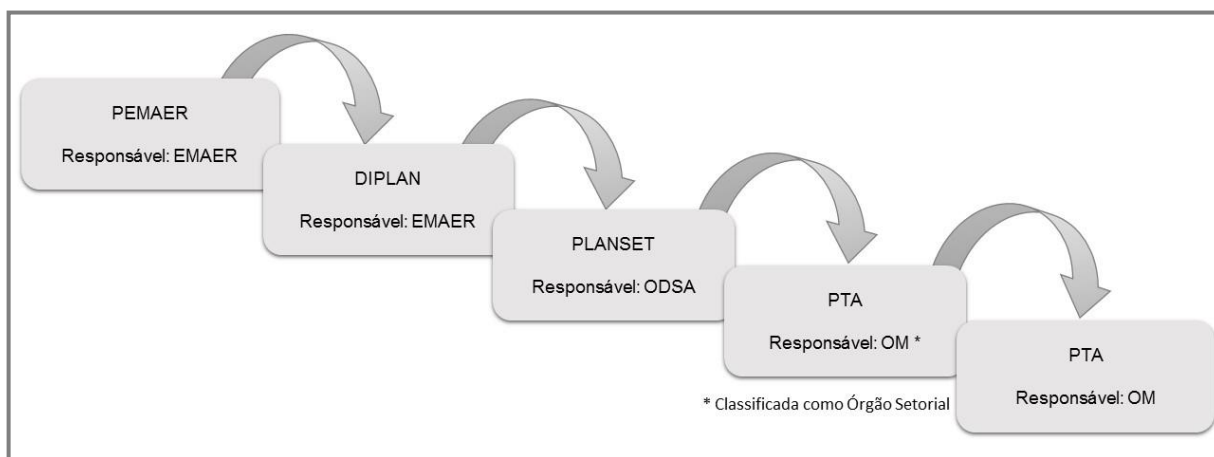 PEMAER
Responsável: EMAER
DIPLAN
Responsável: EMAER
PLANSET
Responsável: ODSA
PTA
Responsável: OM *
* Classificada como Órgão Setorial
PTA
Responsável: OM